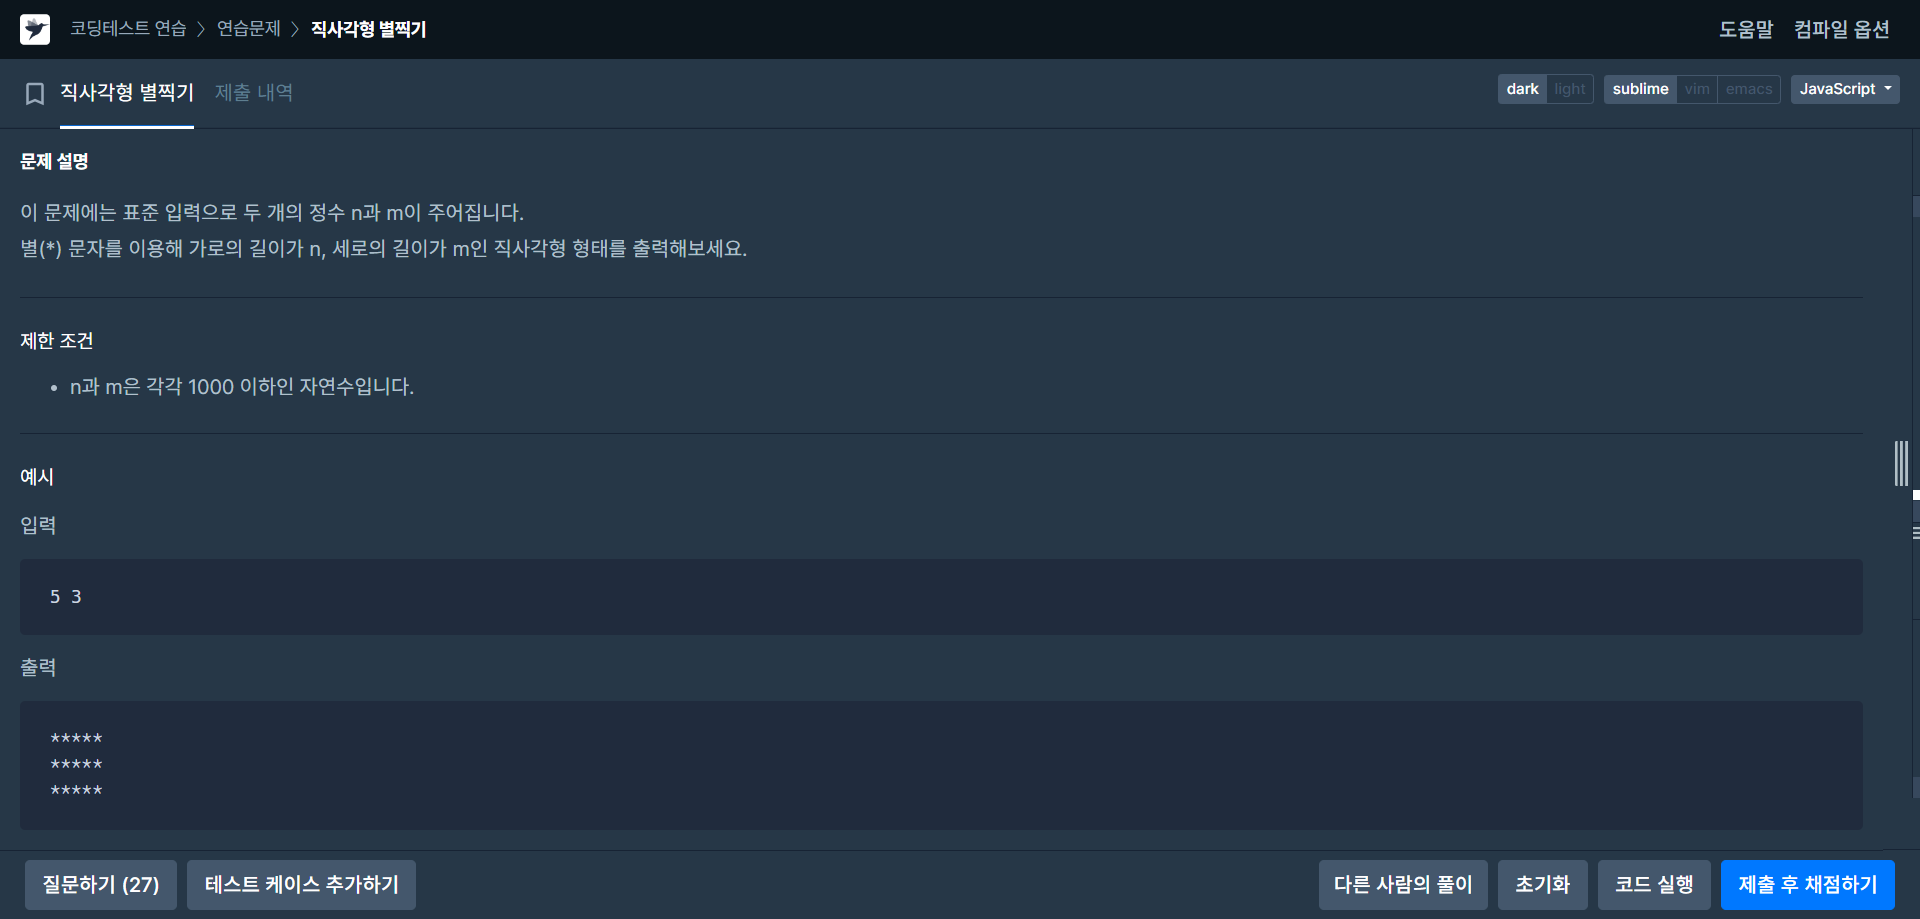 코딩테스트 연습 > 연습문제 > 직사각형 별찍기
도움말 컴파일 옵션
직사각형 별찍기 제출 내역
dark light sublime vim emacs JavaScript
문제 설명
이 문제에는 표준 입력으로 두 개의 정수 n과 m이 주어집니다.
별(*) 문자를 이용해 가로의 길이가 n, 세로의 길이가 m인 직사각형 형태를 출력해보세요.
제한 조건
• n과 m은 각각 1000 이하인 자연수입니다.
예시
입력
5 3
출력
*****
*****
*****
질문하기 (27) 테스트 케이스 추가하기 다른 사람의 풀이 초기화 코드 실행 제출 후 채점하기